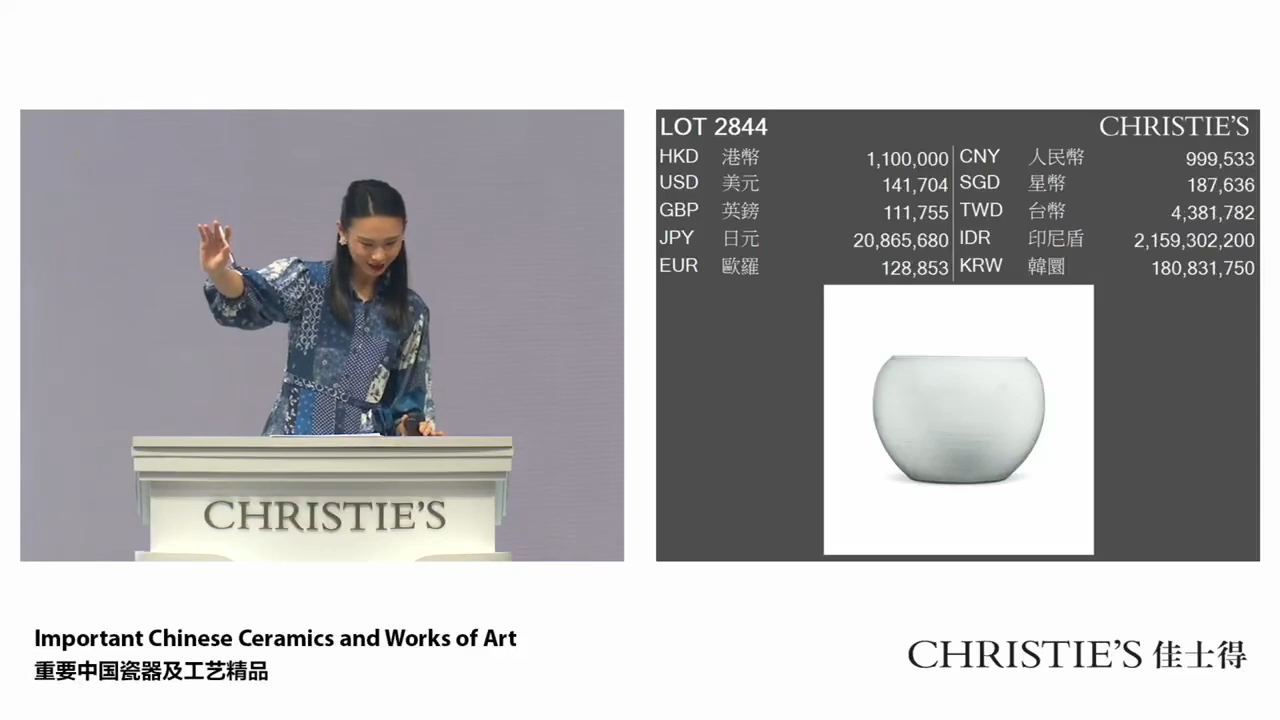 LOT 2844
CHRISTIE'S
HKD 港幣 1,100,000 CNY 人民幣 999,533
USD 美元 141,704 SGD 星幣 187,636
GBP 英鎊 111,755 TWD 台幣 4,381,782
JPY 日元 20,865,680 IDR 印尼盾 2,159,302,200
EUR 歐羅 128,853 KRW 韓圜 180,831,750
CHRISTIE'S
Important Chinese Ceramics and Works of Art
重要中国瓷器及工艺精品
CHRISTIE'S 佳士得